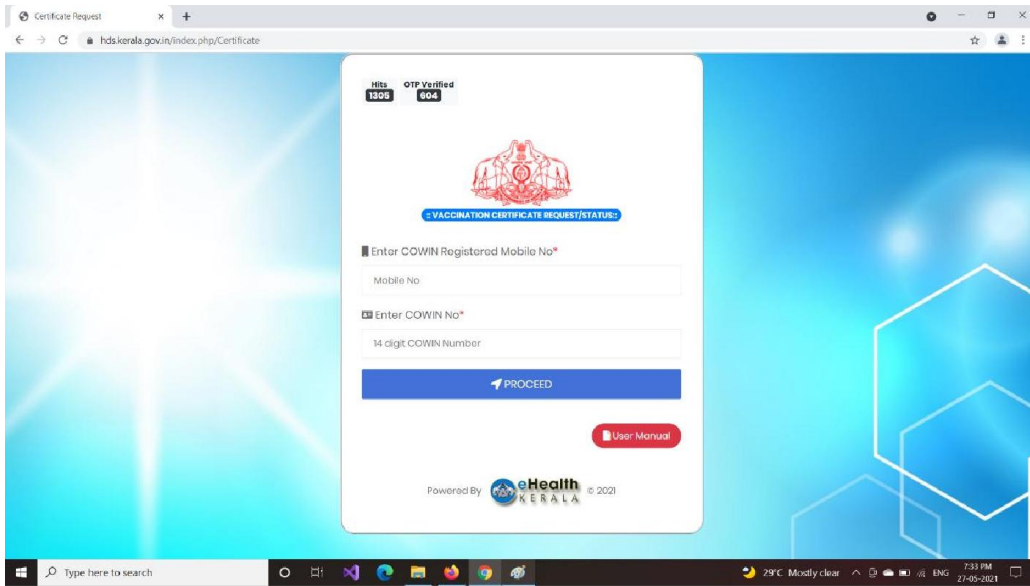 Certificate Request
hds.kerala.gov.in/index.php/Certificate
Hits OTP Verified
1305 604
:: VACCINATION CERTIFICATE REQUEST/STATUS::
Enter COWIN Registered Mobile No*
Mobile No
Enter COWIN No*
14 digit COWIN Number
PROCEED
User Manual
Powered By eHealth KERALA © 2021
Type here to search
29°C Mostly clear ENG 7:33 PM
27-05-2021